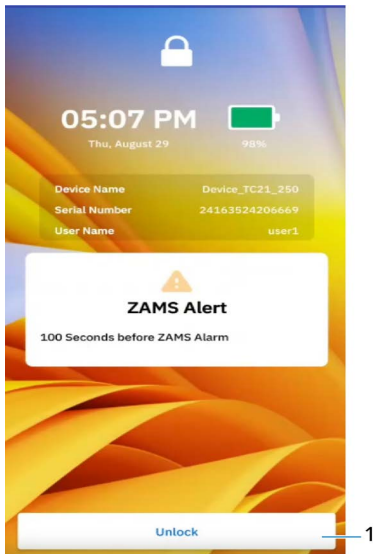 05:07 PM
Thu, August 29 98%
Device Name Device_TC21_250
Serial Number 24163524206669
User Name user1
ZAMS Alert
100 Seconds before ZAMS Alarm
Unlock 1